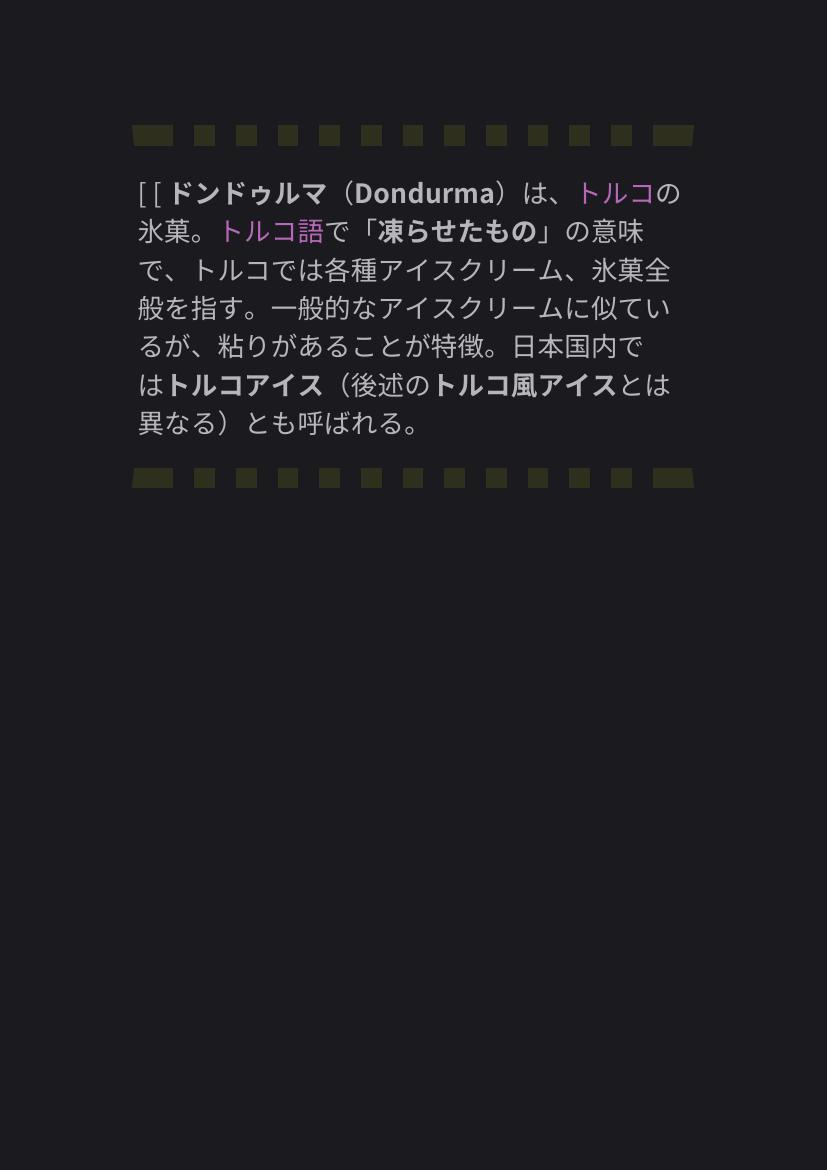 [ [ ドンドゥルマ（Dondurma）は、トルコの
氷菓。トルコ語で「凍らせたもの」の意味
で、トルコでは各種アイスクリーム、氷菓全
般を指す。一般的なアイスクリームに似てい
るが、粘りがあることが特徴。日本国内で
はトルコアイス（後述のトルコ風アイスとは
異なる）とも呼ばれる。